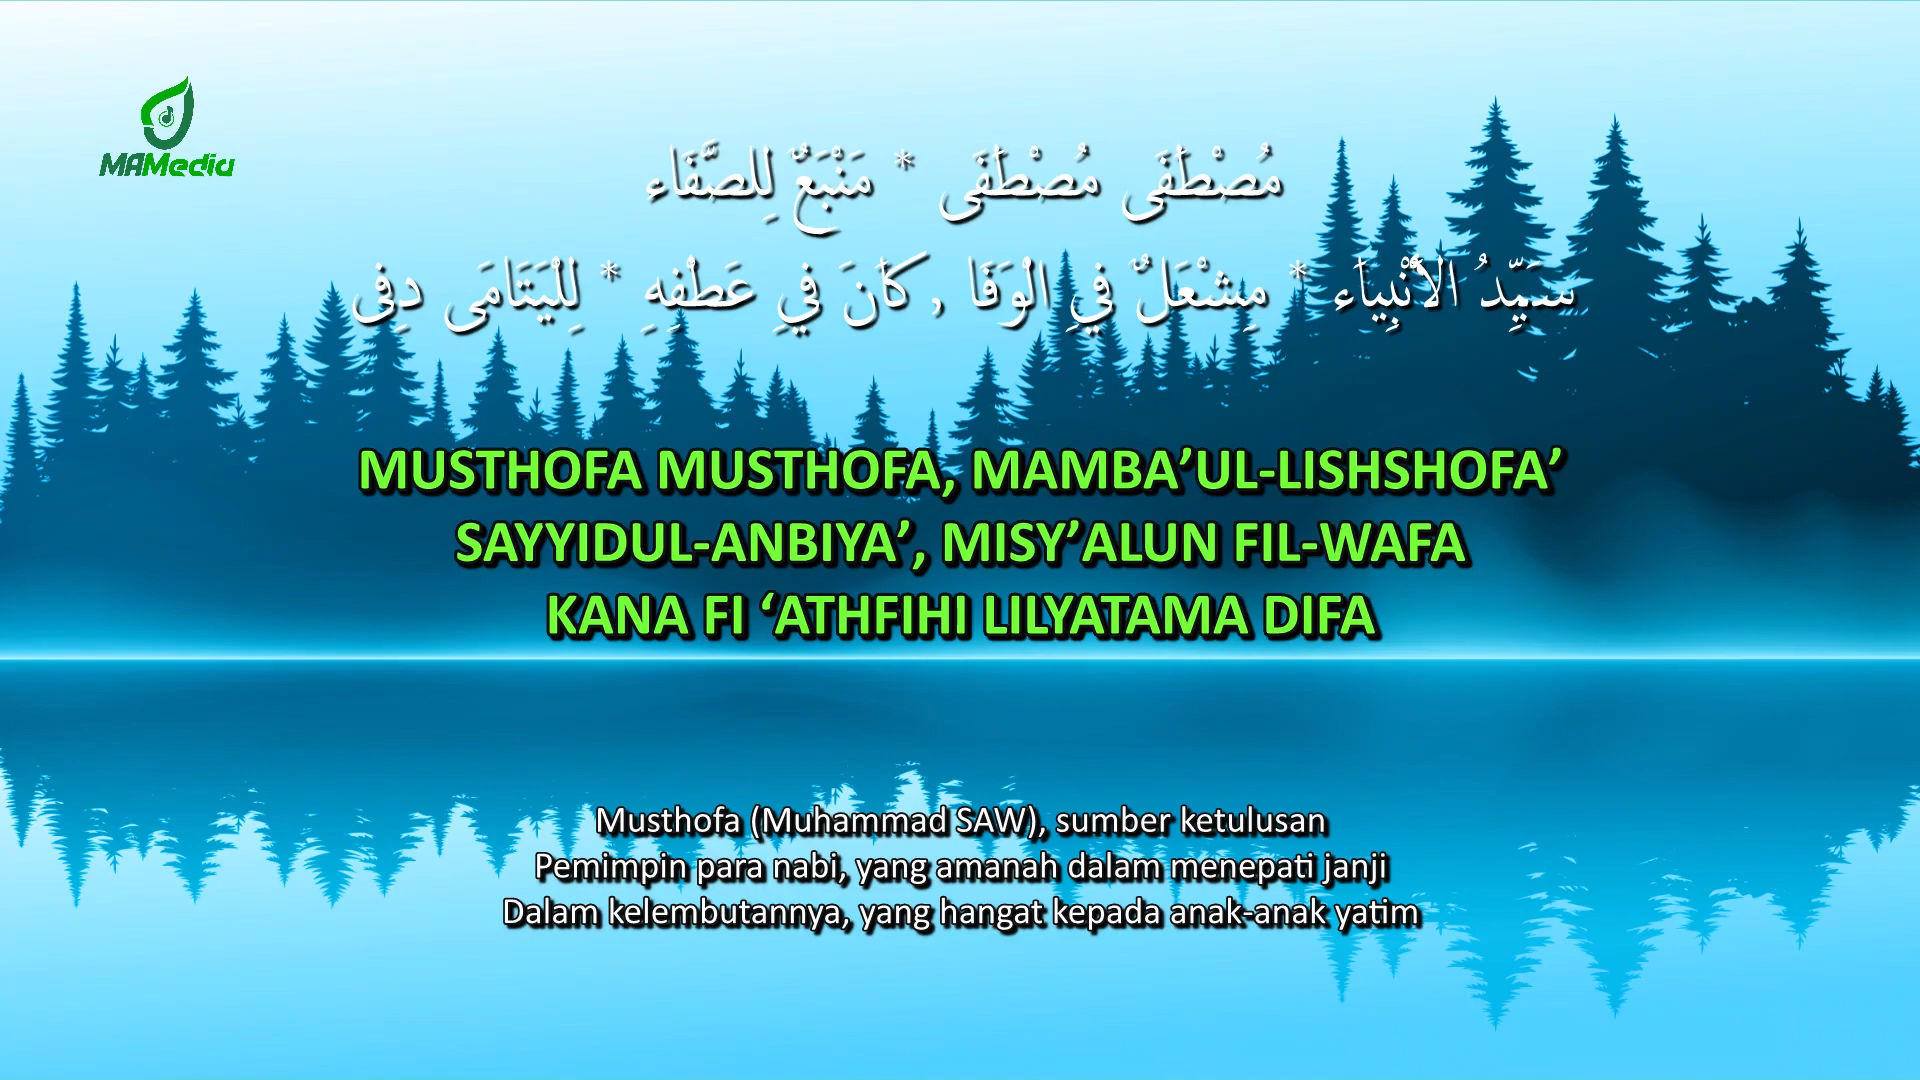 MAMedia
مُصْطَفَى مُصْطَفَى * مَنْبَعٌ لِلصَّفَاء
سَيِّدُ الأَنْبِيَاء * مِشْعَلٌ فِي الْوَفَا , كَانَ فِي عَطْفِهِ * لِلْيَتَامَى دِفَى
MUSTHOFA MUSTHOFA, MAMBA’UL-LISHSHOFA’
SAYYIDUL-ANBIYA’, MISY’ALUN FIL-WAFA
KANA FI ‘ATHFIHI LILYATAMA DIFA
Musthofa (Muhammad SAW), sumber ketulusan
Pemimpin para nabi, yang amanah dalam menepati janji
Dalam kelembutannya, yang hangat kepada anak-anak yatim